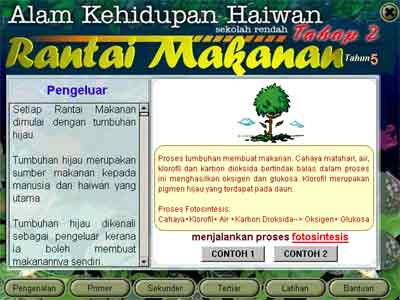 Alam Kehidupan Haiwan
sekolah rendah
Tahap 2
Rantai Makanan
Tahun 5
Pengeluar
Setiap Rantai Makanan
dimulai dengan tumbuhan
hijau.
Tumbuhan hijau merupakan
sumber makanan kepada
manusia dan haiwan yang
utama.
Tumbuhan hijau dikenali
sebagai pengeluar kerana
ia boleh membuat
makanannya sendiri.
Proses tumbuhan membuat makanan. Cahaya matahari, air,
klorofil dan karbon dioksida bertindak balas dalam proses
ini menghasilkan oksigen dan glukosa. Klorofil merupakan
pigmen hijau yang terdapat pada daun.
Proses Fotosintesis:
Cahaya+Klorofil+ Air +Karbon Dioksida--> Oksigen+ Glukosa
menjalankan proses fotosintesis
CONTOH 1
CONTOH 2
Pengenalan
Primer
Sekunder
Tertiar
Latihan
Bantuan